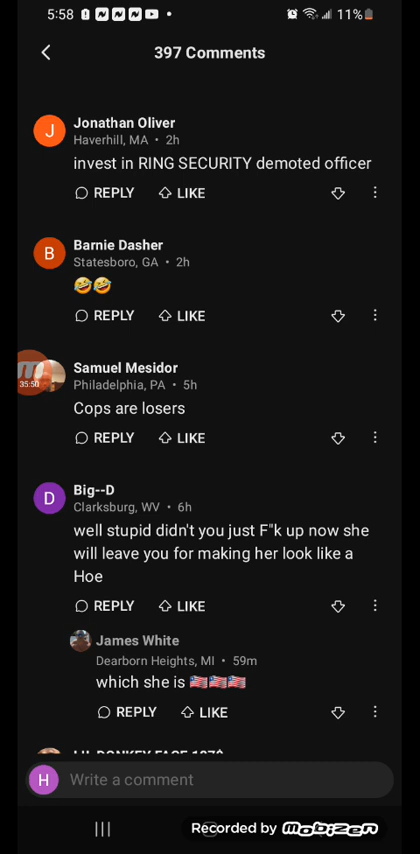 5:58 11%
397 Comments
J Jonathan Oliver
Haverhill, MA • 2h
invest in RING SECURITY demoted officer
REPLY LIKE
B Barnie Dasher
Statesboro, GA • 2h
🤣🤣
REPLY LIKE
35:50
Samuel Mesidor
Philadelphia, PA • 5h
Cops are losers
REPLY LIKE
D Big--D
Clarksburg, WV • 6h
well stupid didn't you just F"k up now she
will leave you for making her look like a
Hoe
REPLY LIKE
James White
Dearborn Heights, MI • 59m
which she is 🇺🇸🇺🇸🇺🇸
REPLY LIKE
H Write a comment
Recorded by mobizen